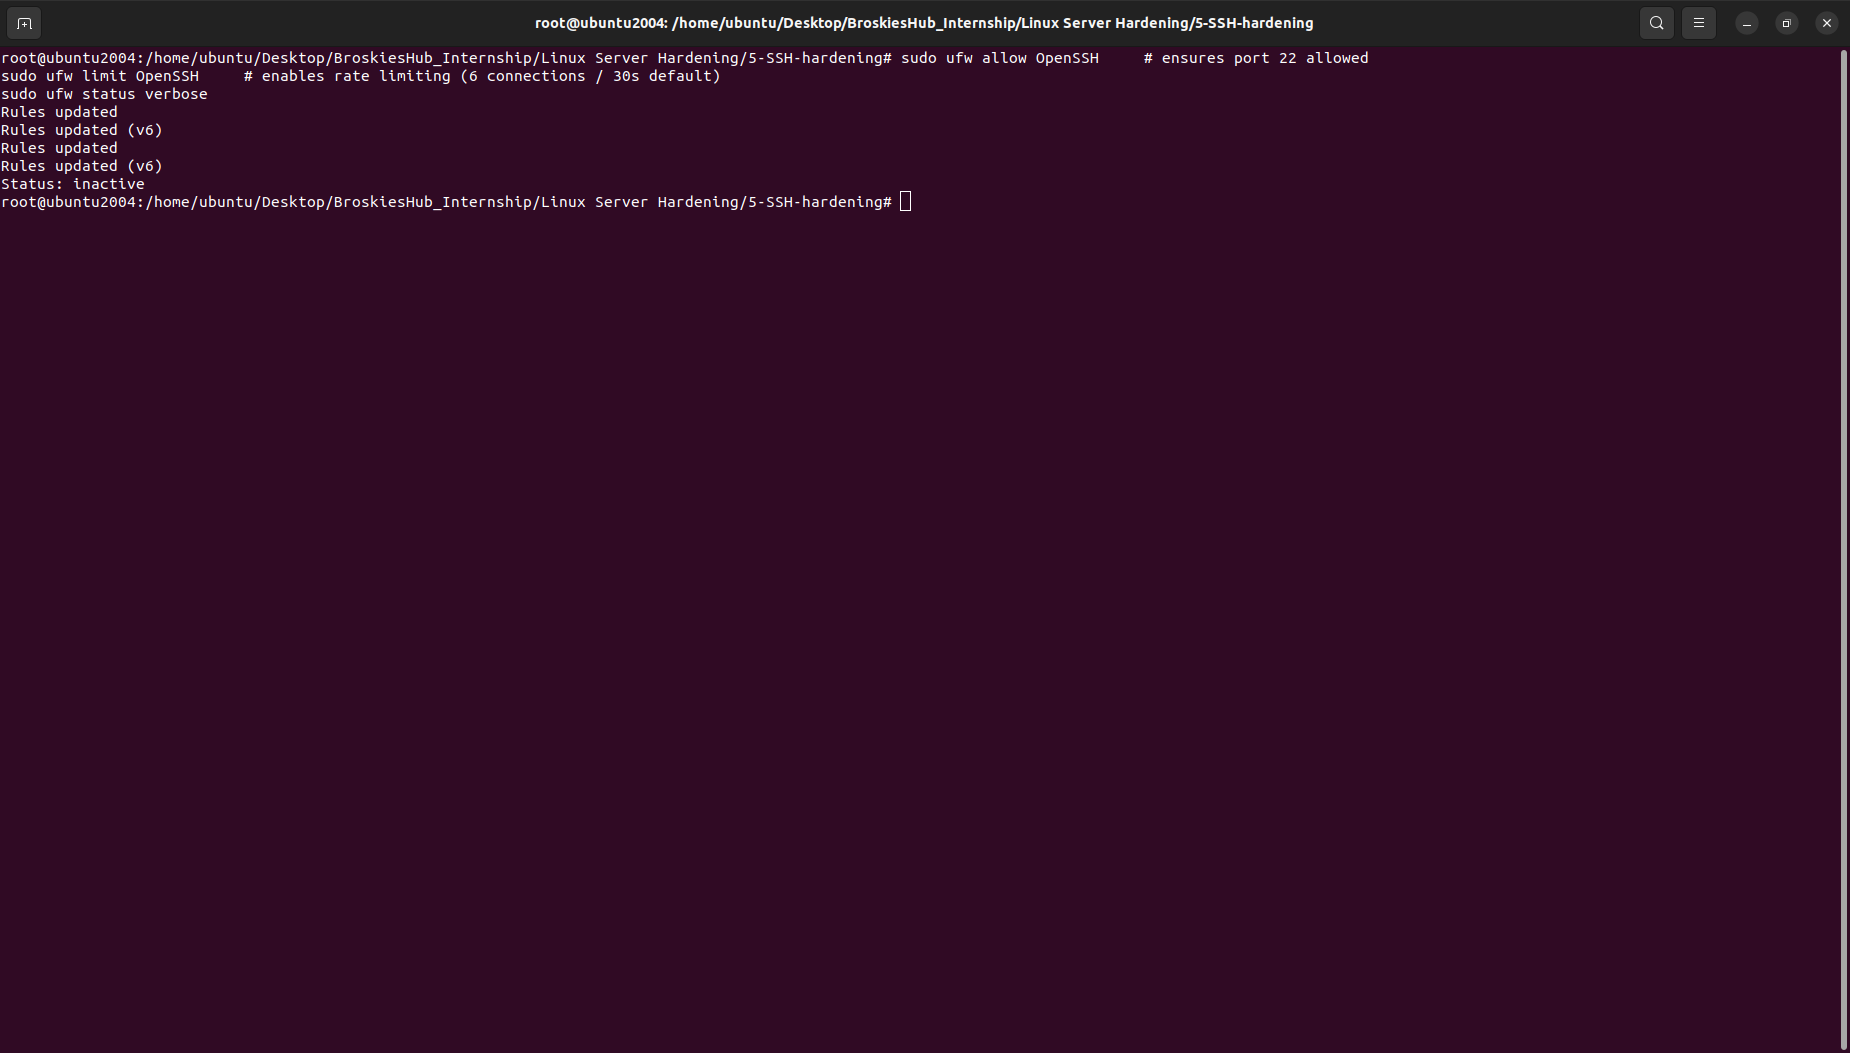 root@ubuntu2004: /home/ubuntu/Desktop/BroskiesHub_Internship/Linux Server Hardening/5-SSH-hardening
root@ubuntu2004:/home/ubuntu/Desktop/BroskiesHub_Internship/Linux Server Hardening/5-SSH-hardening# sudo ufw allow OpenSSH     # ensures port 22 allowed
sudo ufw limit OpenSSH     # enables rate limiting (6 connections / 30s default)
sudo ufw status verbose
Rules updated
Rules updated (v6)
Rules updated
Rules updated (v6)
Status: inactive
root@ubuntu2004:/home/ubuntu/Desktop/BroskiesHub_Internship/Linux Server Hardening/5-SSH-hardening#